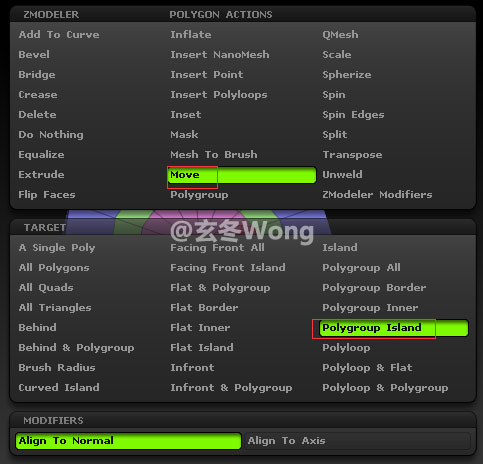 ZMODELER POLYGON ACTIONS
Add To Curve Inflate QMesh
Bevel Insert NanoMesh Scale
Bridge Insert Point Spherize
Crease Insert Polyloops Spin
Delete Inset Spin Edges
Do Nothing Mask Split
Equalize Mesh To Brush Transpose
Extrude Move Unweld
Flip Faces Polygroup ZModeler Modifiers
@玄冬Wong
TARGET
A Single Poly Facing Front All Island
All Polygons Facing Front Island Polygroup All
All Quads Flat & Polygroup Polygroup Border
All Triangles Flat Border Polygroup Inner
Behind Flat Inner Polygroup Island
Behind & Polygroup Flat Island Polyloop
Brush Radius Infront Polyloop & Flat
Curved Island Infront & Polygroup Polyloop & Polygroup
MODIFIERS
Align To Normal Align To Axis